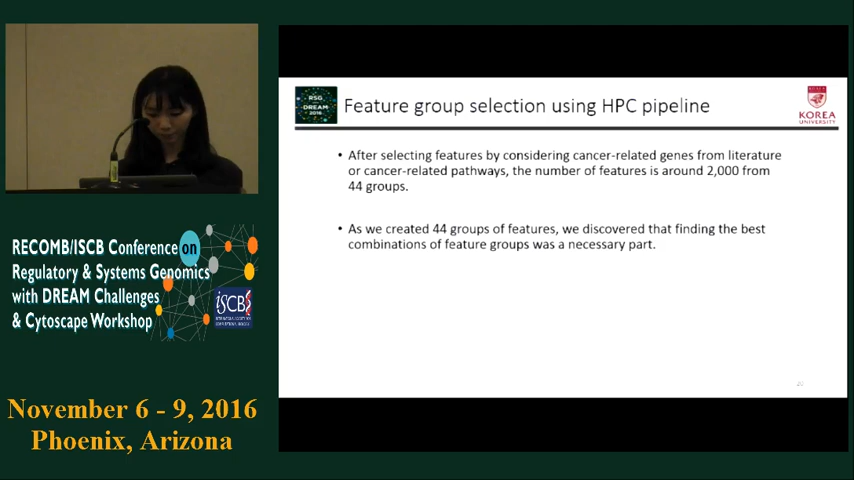 RSG
DREAM
2016
Feature group selection using HPC pipeline
KOREA
UNIVERSITY
• After selecting features by considering cancer-related genes from literature
or cancer-related pathways, the number of features is around 2,000 from
44 groups.
• As we created 44 groups of features, we discovered that finding the best
combinations of feature groups was a necessary part.
RECOMB/ISCB Conference on
Regulatory & Systems Genomics
with DREAM Challenges
& Cytoscape Workshop
ISCB
November 6 - 9, 2016
Phoenix, Arizona